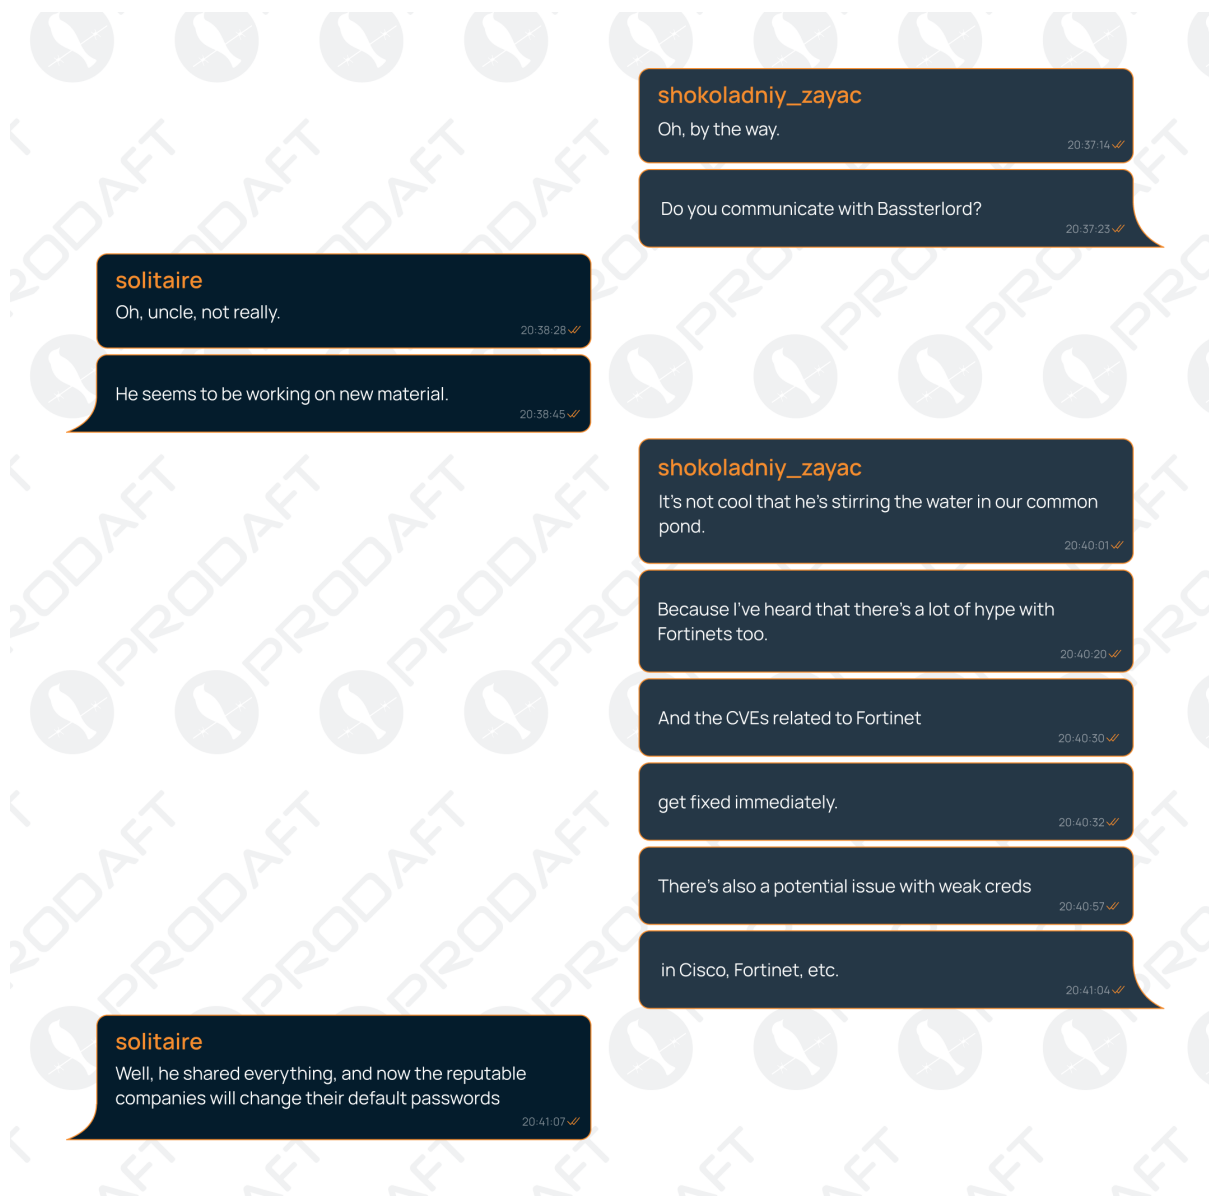 shokoladniy_zayac
Oh, by the way.
20:37:14
Do you communicate with Bassterlord?
20:37:23
solitaire
Oh, uncle, not really.
20:38:28
He seems to be working on new material.
20:38:45
shokoladniy_zayac
It's not cool that he's stirring the water in our common
pond.
20:40:01
Because I've heard that there's a lot of hype with
Fortinets too.
20:40:20
And the CVEs related to Fortinet
20:40:30
get fixed immediately.
20:40:32
There's also a potential issue with weak creds
20:40:57
in Cisco, Fortinet, etc.
20:41:04
solitaire
Well, he shared everything, and now the reputable
companies will change their default passwords
20:41:07
PRODAFT